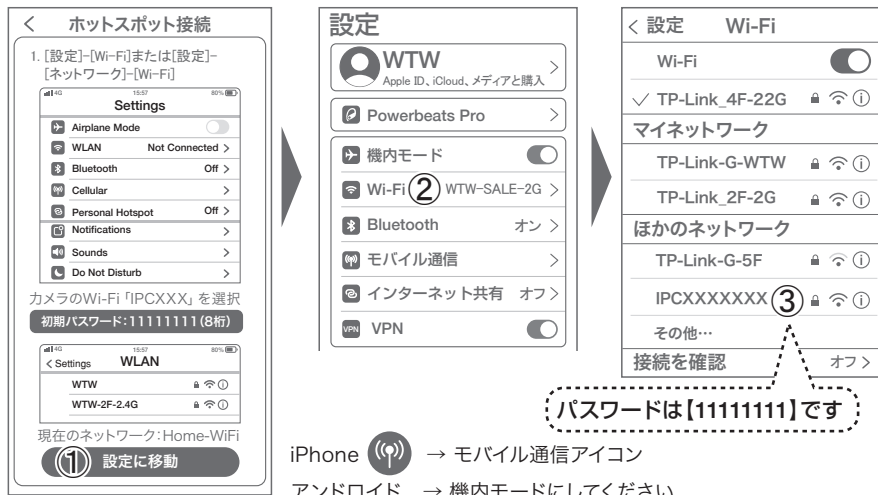 ホットスポット接続
1. [設定]-[Wi-Fi]または[設定]-
[ネットワーク]-[Wi-Fi]
4G 15:57 80%
Settings
Airplane Mode
WLAN Not Connected
Bluetooth Off
Cellular
Personal Hotspot Off
Notifications
Sounds
Do Not Disturb
カメラのWi-Fi「IPCXXX」を選択
初期パスワード:11111111(8桁)
4G 15:57 80%
Settings WLAN
WTW
WTW-2F-2.4G
現在のネットワーク:Home-WiFi
① 設定に移動
設定
WTW
Apple ID、iCloud、メディアと購入
Powerbeats Pro
機内モード
Wi-Fi ② WTW-SALE-2G
Bluetooth オン
モバイル通信
インターネット共有 オフ
VPN VPN
設定 Wi-Fi
Wi-Fi
TP-Link_4F-22G
マイネットワーク
TP-Link-G-WTW
TP-Link_2F-2G
ほかのネットワーク
TP-Link-G-5F
IPCXXXXXXX ③
その他…
接続を確認 オフ
パスワードは【11111111】です
iPhone → モバイル通信アイコン
アンドロイド → 機内モードにしてください